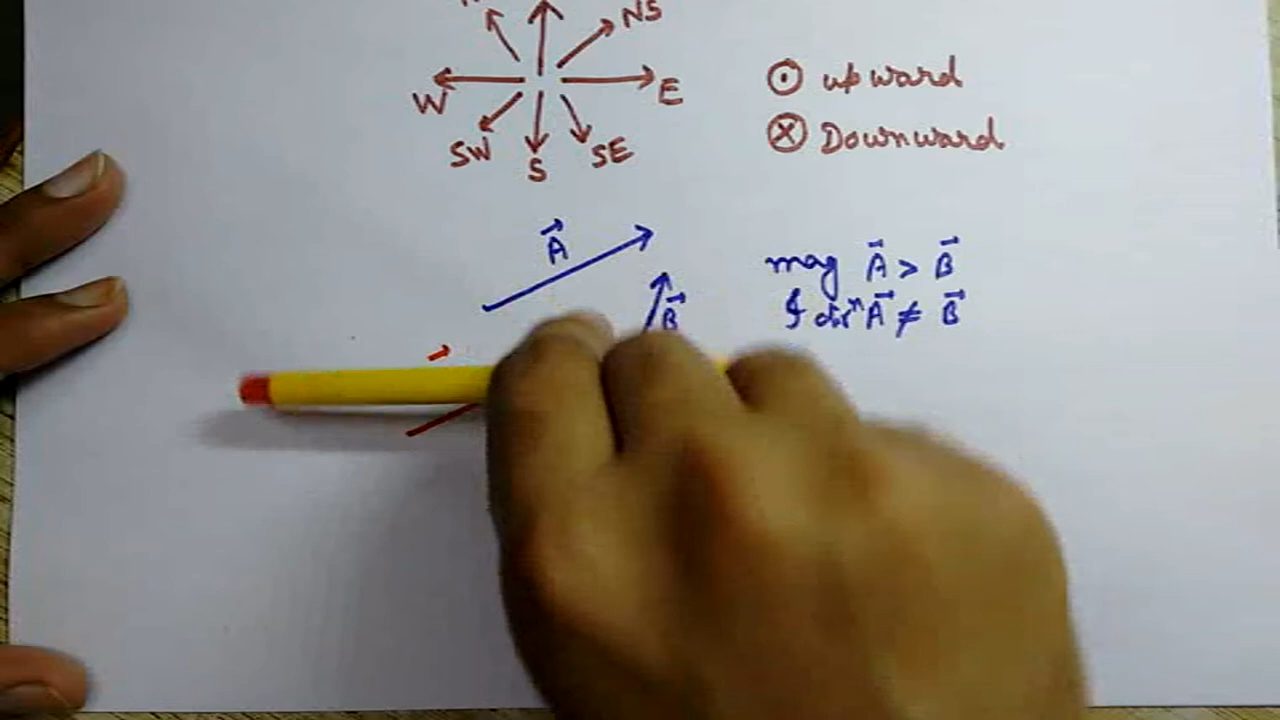 NS
⊙ upward
W
E
⊗ Downward
SW
S
SE
A⃗
mag A⃗ > B⃗
B⃗
& dirⁿ A⃗ ≠ B⃗